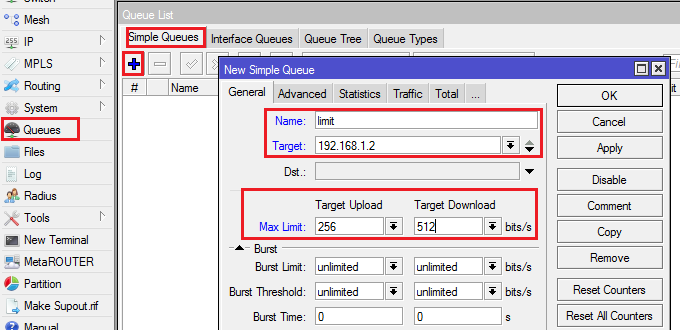 Switch
Mesh
IP
MPLS
Routing
System
Queues
Files
Log
Radius
Tools
New Terminal
MetaROUTER
Partition
Make Supout.rif
Manual
Queue List
Simple Queues Interface Queues Queue Tree Queue Types
# Name
New Simple Queue
General Advanced Statistics Traffic Total ...
Name: limit
Target: 192.168.1.2
Dst.:
Target Upload Target Download
Max Limit: 256 512 bits/s
Burst
Burst Limit: unlimited unlimited bits/s
Burst Threshold: unlimited unlimited bits/s
Burst Time: 0 0 s
OK
Cancel
Apply
Disable
Comment
Copy
Remove
Reset Counters
Reset All Counters